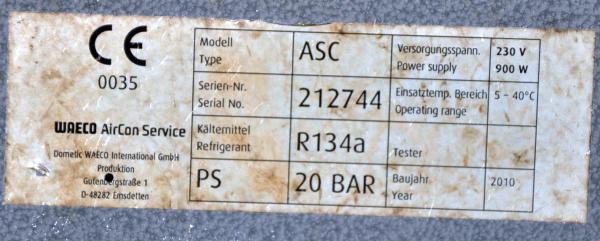 CE
0035
WAECO AirCon Service
Dometic WAECO International GmbH
Produktion
Gutenbergstraße 1
D-48282 Emsdetten
Modell
Type
ASC
Versorgungsspann.
Power supply
230 V
900 W
Serien-Nr.
Serial No.
212744
Einsatztemp. Bereich
Operating range
5 - 40°C
Kältemittel
Refrigerant
R134a
Tester
PS
20 BAR
Baujahr
Year
2010